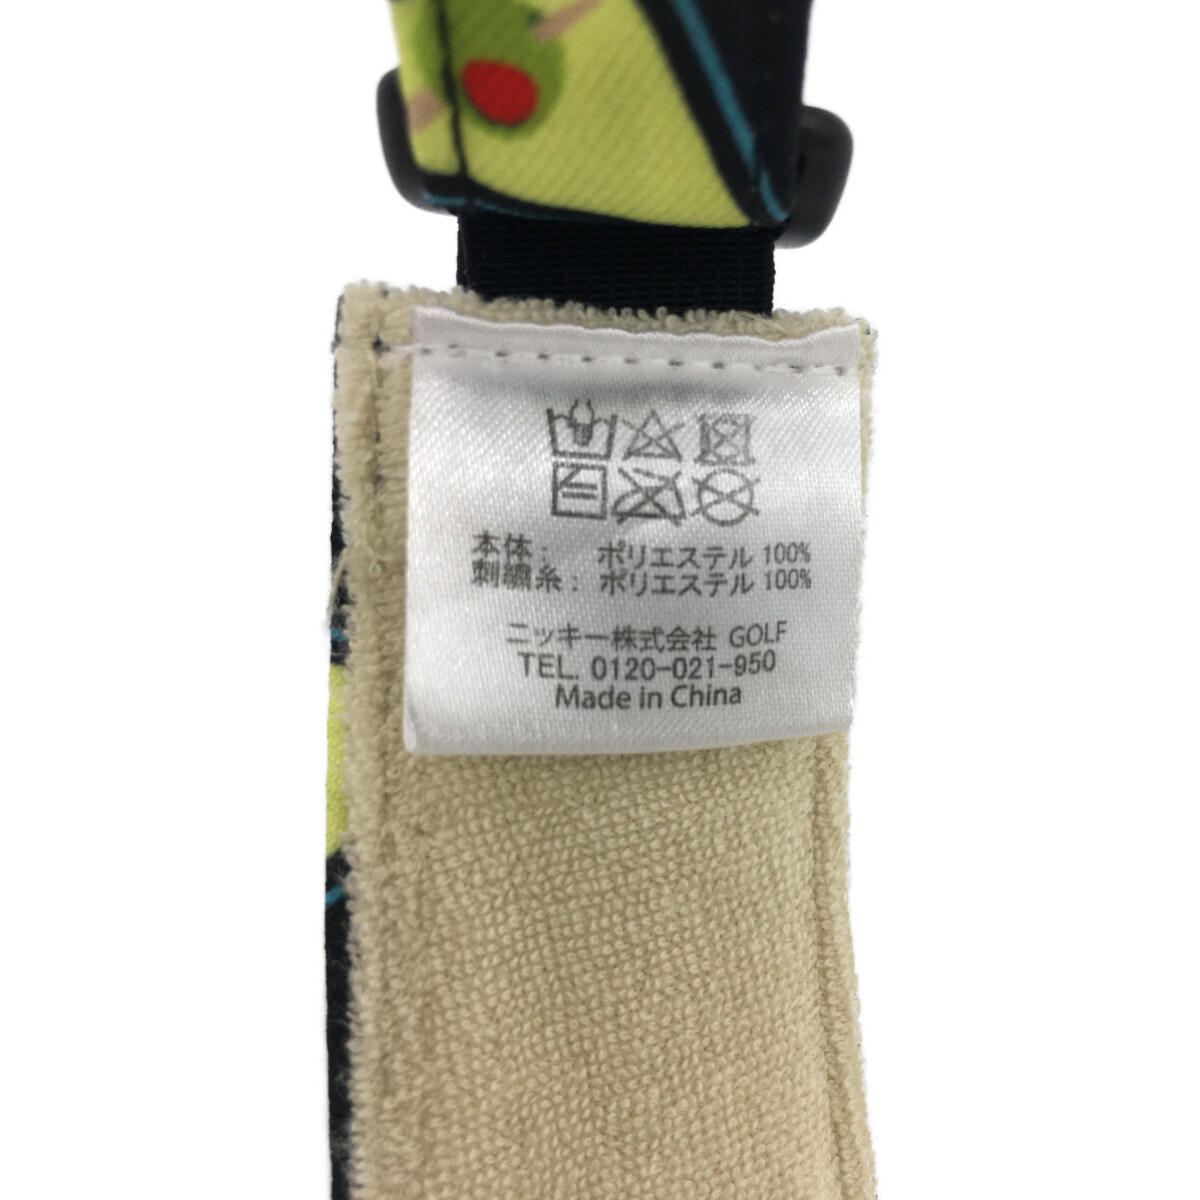 本体： ポリエステル 100%
刺繍糸： ポリエステル 100%
ニッキー株式会社 GOLF
TEL. 0120-021-950
Made in China